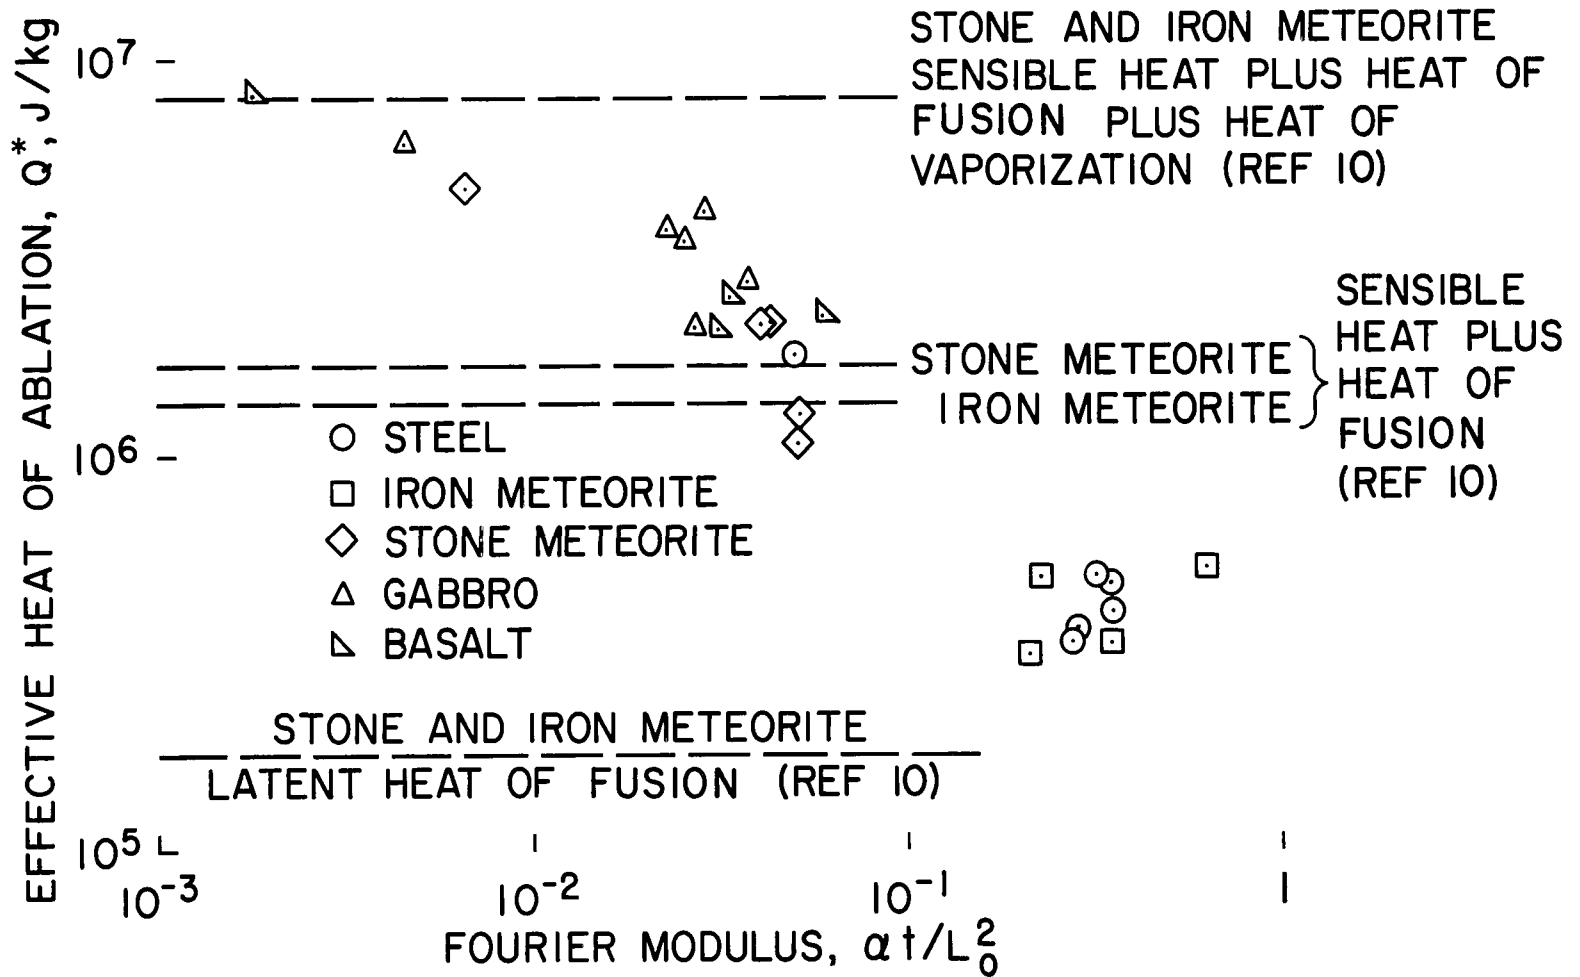 EFFECTIVE HEAT OF ABLATION, Q*, J/kg
10⁷
10⁶
10⁵
STONE AND IRON METEORITE
SENSIBLE HEAT PLUS HEAT OF
FUSION PLUS HEAT OF
VAPORIZATION (REF 10)
STONE METEORITE
IRON METEORITE
SENSIBLE
HEAT PLUS
HEAT OF
FUSION
(REF 10)
STEEL
IRON METEORITE
STONE METEORITE
GABBRO
BASALT
STONE AND IRON METEORITE
LATENT HEAT OF FUSION (REF 10)
10⁻³ 10⁻² 10⁻¹ 1
FOURIER MODULUS, αt/L₀²